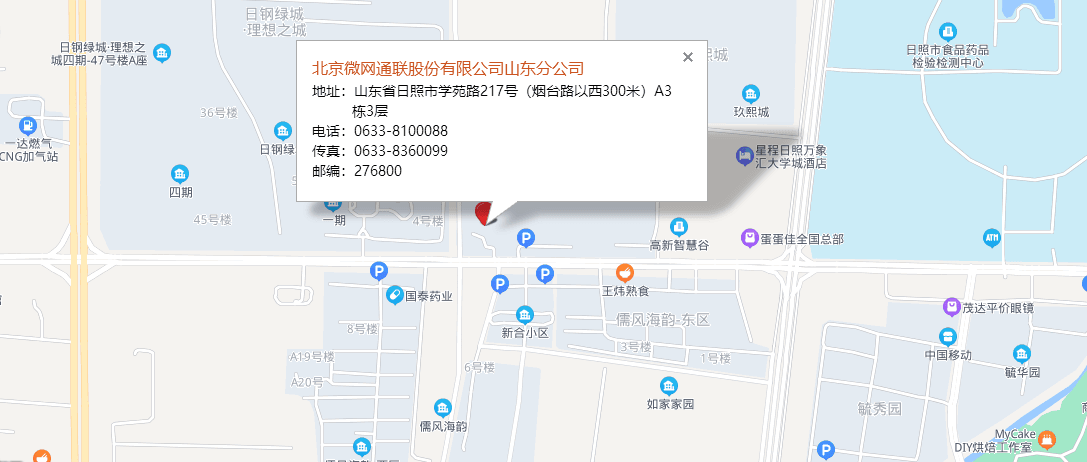 日钢绿城
·理想之城
日钢绿城·理想之
城四期-47号楼A座
北京微网通联股份有限公司山东分公司
地址：山东省日照市学苑路217号（烟台路以西300米）A3
栋3层
电话：0633-8100088
传真：0633-8360099
邮编：276800
日照市食品药品
检验检测中心
36号楼
玖熙城
一达燃气
CNG加气站
日钢绿
星程日照万象
汇大学城酒店
四期
45号楼
一期
4号楼
高新智慧谷
蛋蛋佳全国总部
ATM
P
P
P
P
国泰药业
王炜熟食
茂达平价眼镜
8号楼
新合小区
儒风海韵-东区
A19号楼
3号楼
1号楼
中国移动
A20号
6号楼
毓华园
如家家园
毓秀园
儒风海韵
MyCake
DIY烘焙工作室
P